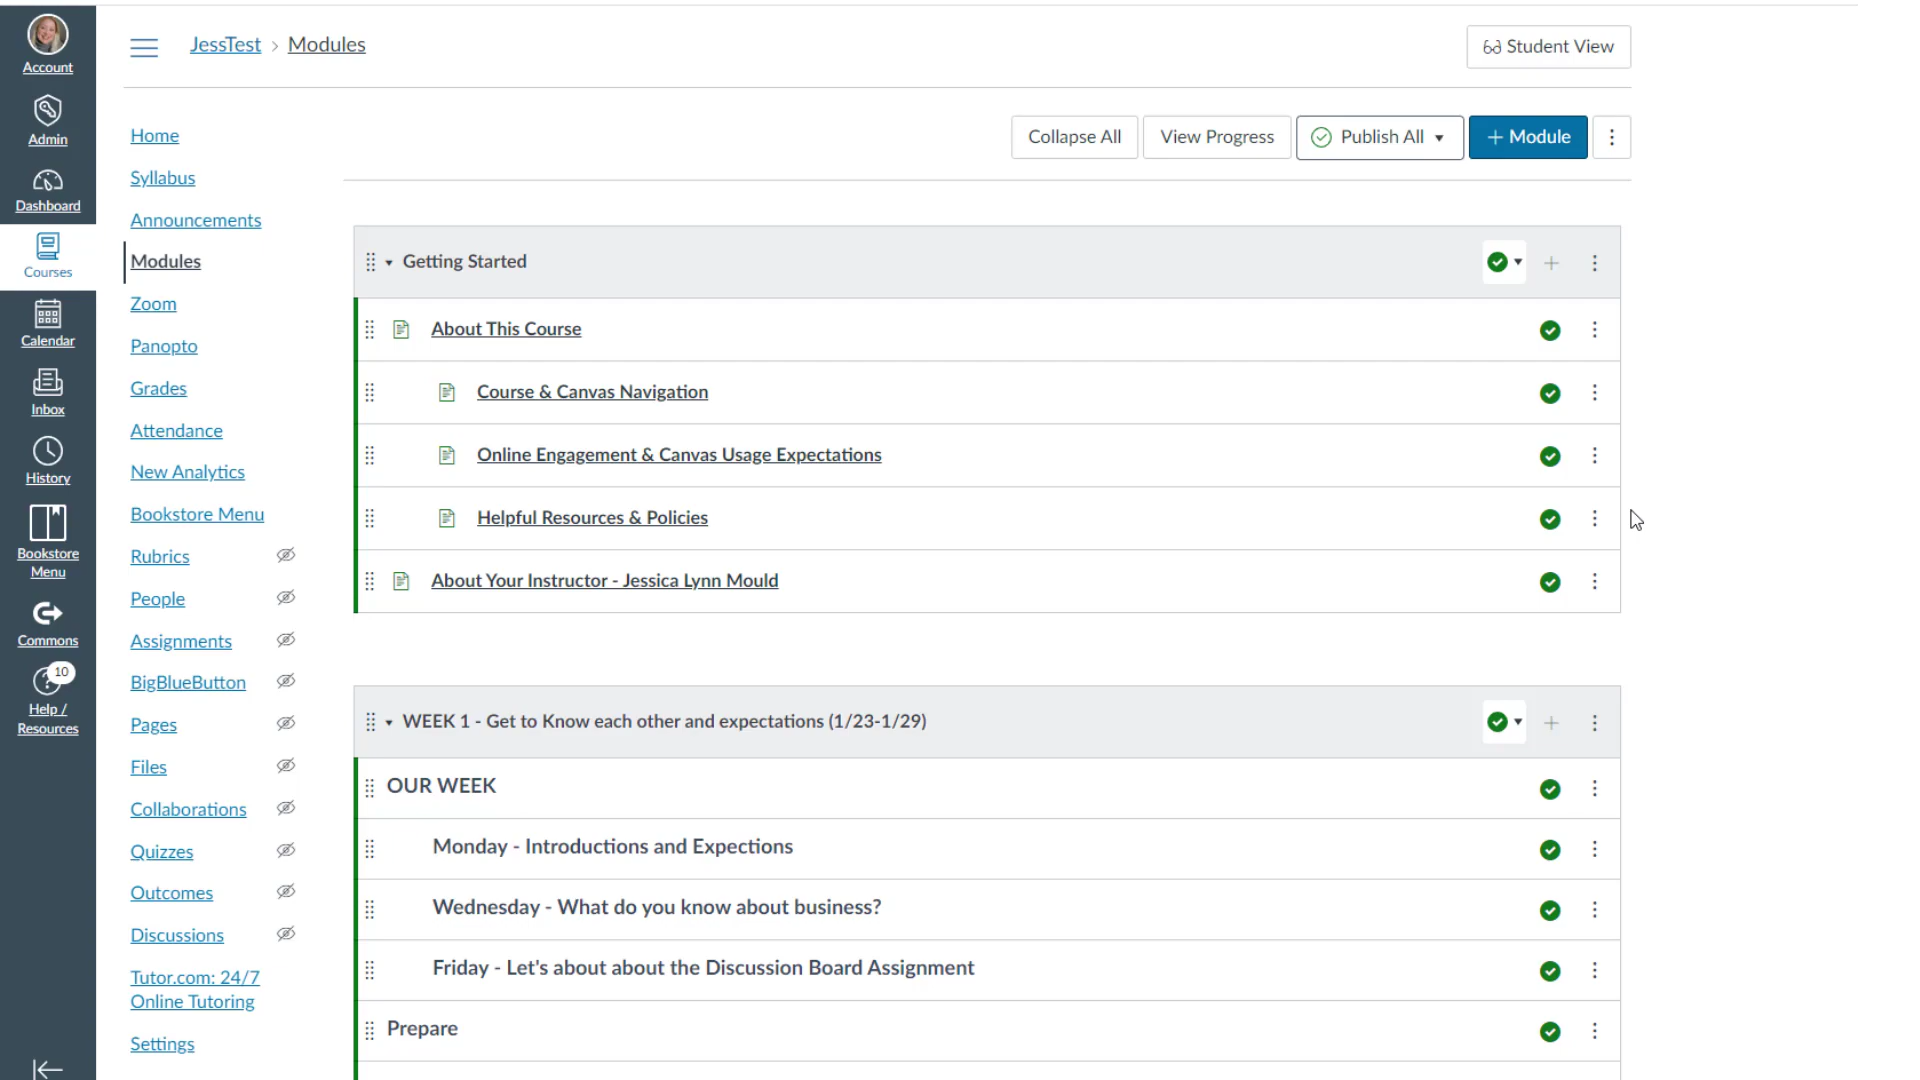 Account
Admin
Dashboard
Courses
Calendar
Inbox
History
Bookstore
Menu
Commons
10
Help /
Resources
JessTest > Modules
Student View
Home
Syllabus
Announcements
Modules
Zoom
Panopto
Grades
Attendance
New Analytics
Bookstore Menu
Rubrics
People
Assignments
BigBlueButton
Pages
Files
Collaborations
Quizzes
Outcomes
Discussions
Tutor.com: 24/7
Online Tutoring
Settings
Collapse All
View Progress
Publish All
+ Module
Getting Started
About This Course
Course & Canvas Navigation
Online Engagement & Canvas Usage Expectations
Helpful Resources & Policies
About Your Instructor - Jessica Lynn Mould
WEEK 1 - Get to Know each other and expectations (1/23-1/29)
OUR WEEK
Monday - Introductions and Expections
Wednesday - What do you know about business?
Friday - Let's about about the Discussion Board Assignment
Prepare